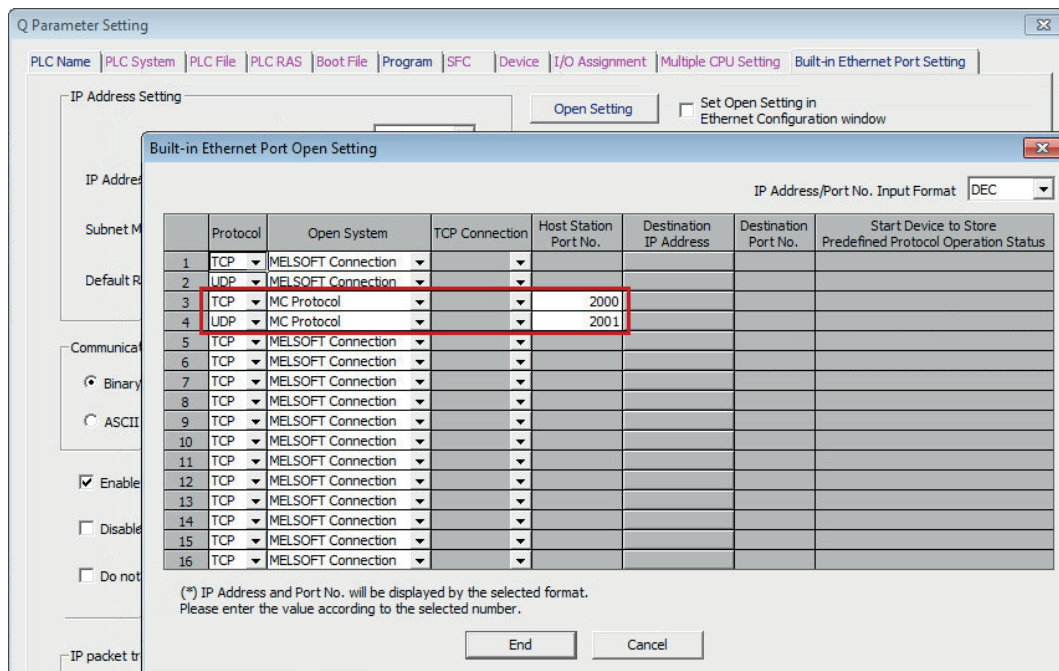 Q Parameter Setting
PLC Name PLC System PLC File PLC RAS Boot File Program SFC Device I/O Assignment Multiple CPU Setting Built-in Ethernet Port Setting
IP Address Setting
Open Setting
Set Open Setting in
Ethernet Configuration window
Built-in Ethernet Port Open Setting
IP Address/Port No. Input Format DEC
IP Addre
Subnet M
Default R
Communicat
Binary
ASCII
Enable
Disable
Do not
IP packet tr
Protocol Open System TCP Connection Host Station Port No. Destination IP Address Destination Port No. Start Device to Store Predefined Protocol Operation Status
1 TCP MELSOFT Connection
2 UDP MELSOFT Connection
3 TCP MC Protocol 2000
4 UDP MC Protocol 2001
5 TCP MELSOFT Connection
6 TCP MELSOFT Connection
7 TCP MELSOFT Connection
8 TCP MELSOFT Connection
9 TCP MELSOFT Connection
10 TCP MELSOFT Connection
11 TCP MELSOFT Connection
12 TCP MELSOFT Connection
13 TCP MELSOFT Connection
14 TCP MELSOFT Connection
15 TCP MELSOFT Connection
16 TCP MELSOFT Connection
(*) IP Address and Port No. will be displayed by the selected format.
Please enter the value according to the selected number.
End Cancel